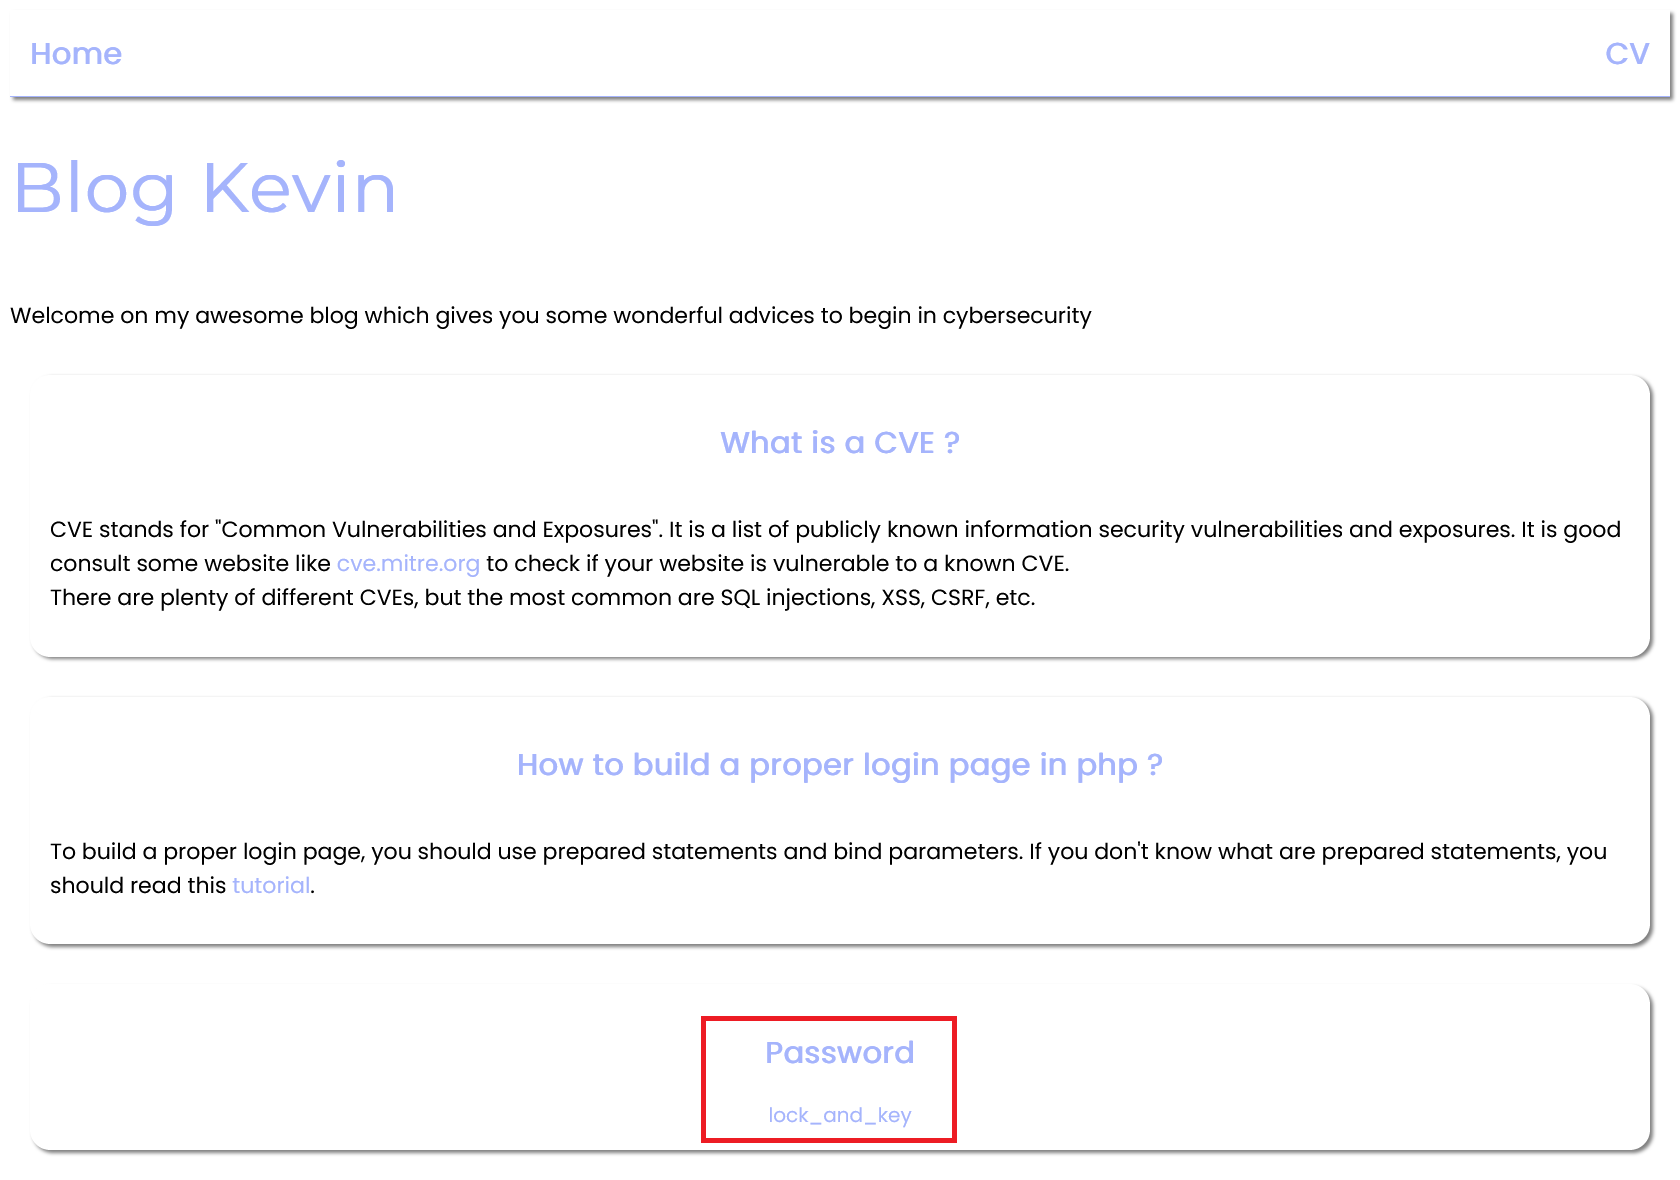 Home CV
Blog Kevin
Welcome on my awesome blog which gives you some wonderful advices to begin in cybersecurity
What is a CVE ?
CVE stands for "Common Vulnerabilities and Exposures". It is a list of publicly known information security vulnerabilities and exposures. It is good
consult some website like cve.mitre.org to check if your website is vulnerable to a known CVE.
There are plenty of different CVEs, but the most common are SQL injections, XSS, CSRF, etc.
How to build a proper login page in php ?
To build a proper login page, you should use prepared statements and bind parameters. If you don't know what are prepared statements, you
should read this tutorial.
Password
lock_and_key